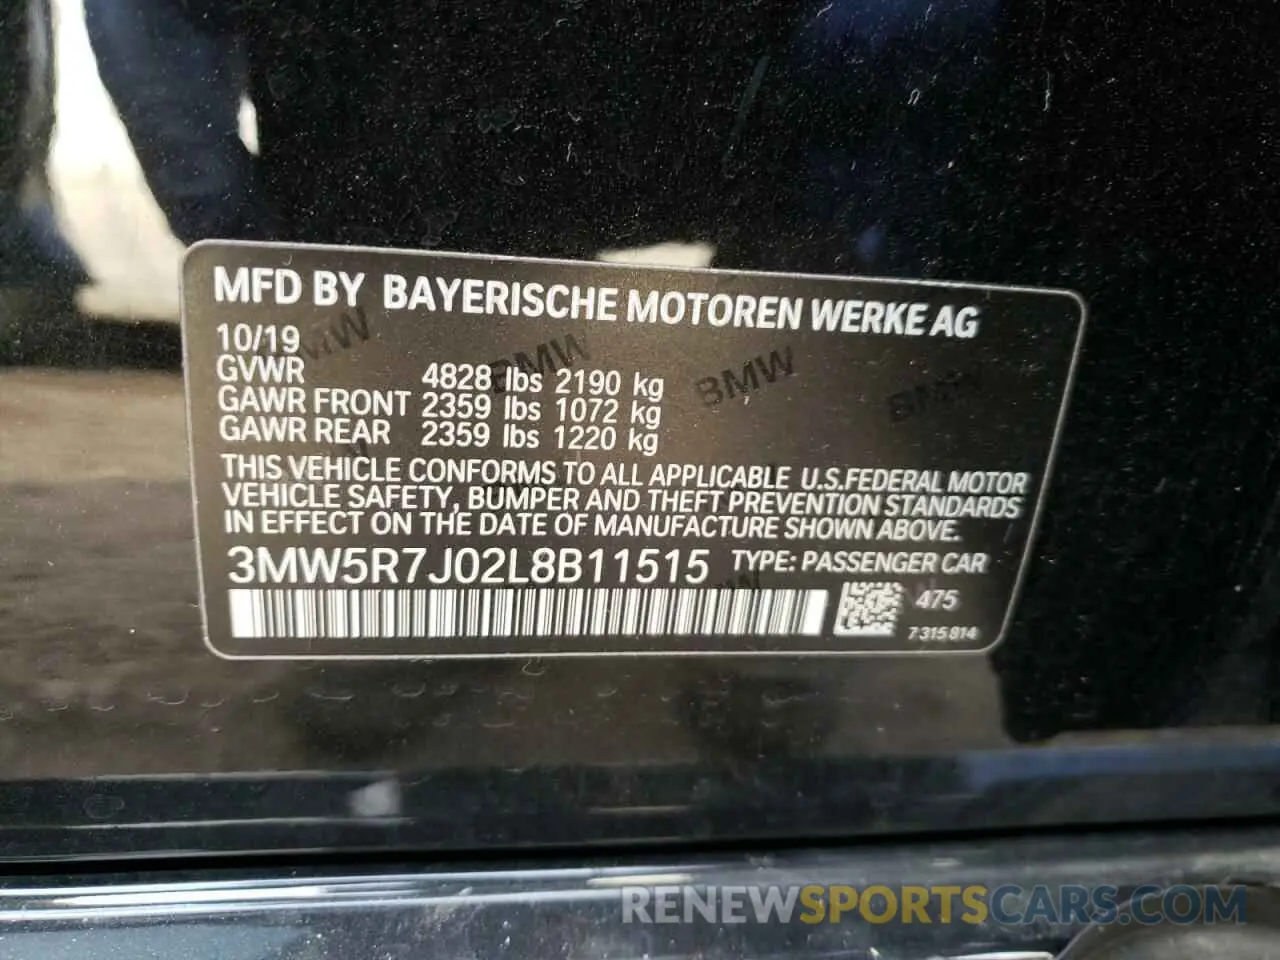 MFD BY BAYERISCHE MOTOREN WERKE AG
10/19
GVWR 4828 lbs 2190 kg
GAWR FRONT 2359 lbs 1072 kg
GAWR REAR 2359 lbs 1220 kg
THIS VEHICLE CONFORMS TO ALL APPLICABLE U.S.FEDERAL MOTOR
VEHICLE SAFETY, BUMPER AND THEFT PREVENTION STANDARDS
IN EFFECT ON THE DATE OF MANUFACTURE SHOWN ABOVE.
3MW5R7J02L8B11515 TYPE: PASSENGER CAR
475
7315814
BMW BMW BMW BMW
RENEWSPORTSCARS.COM